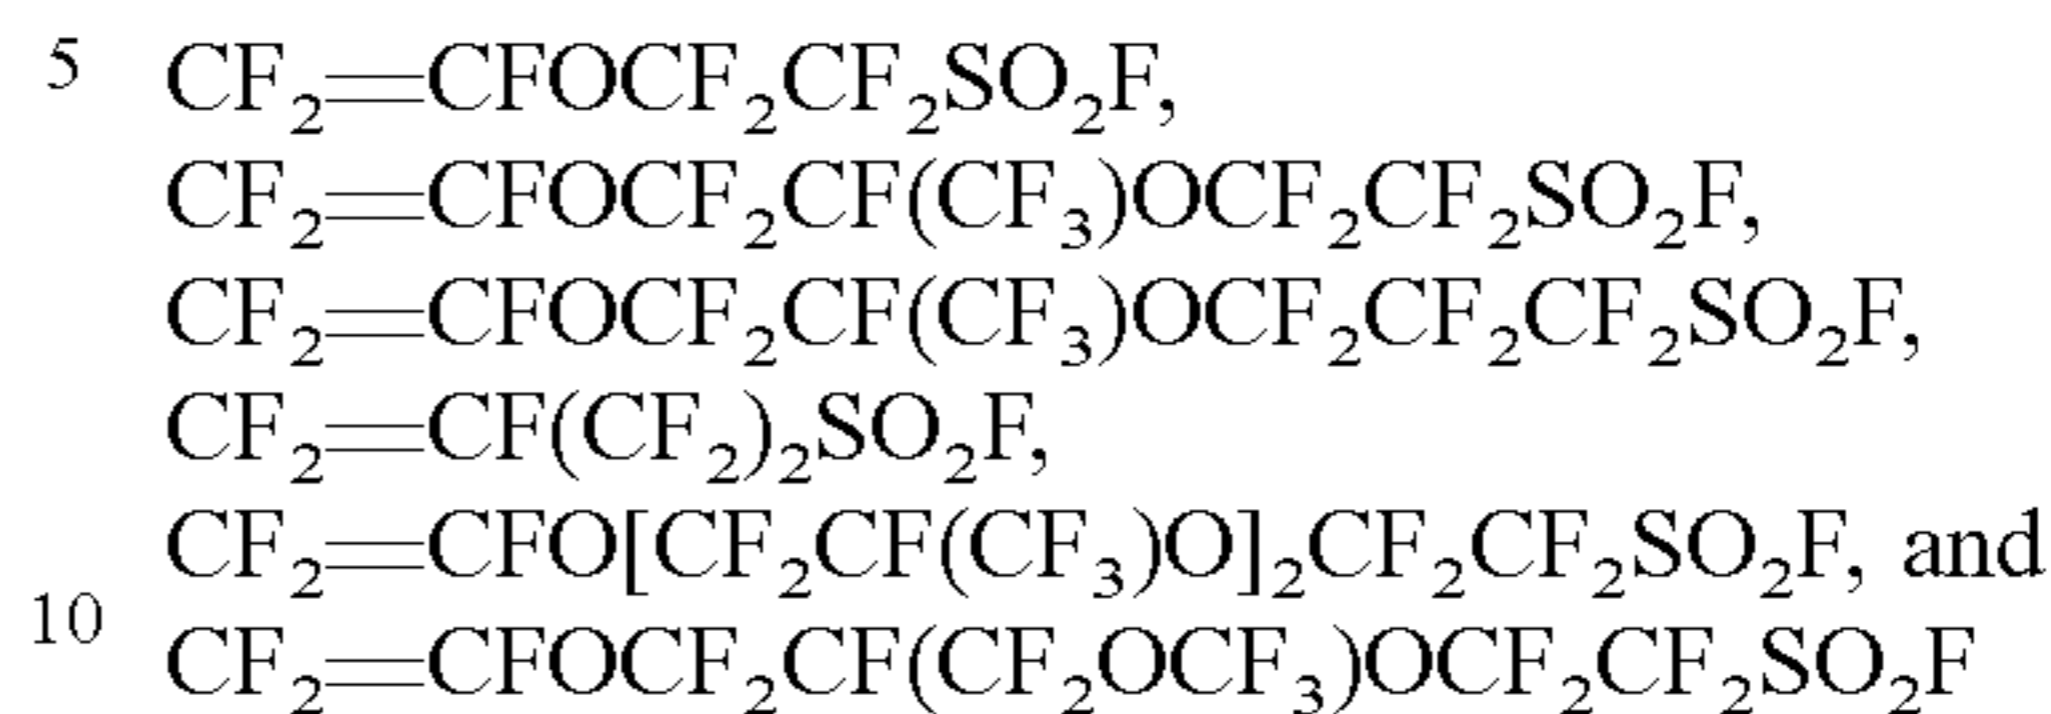 5 CF₂=CFOCF₂CF₂SO₂F,
CF₂=CFOCF₂CF(CF₃)OCF₂CF₂SO₂F,
CF₂=CFOCF₂CF(CF₃)OCF₂CF₂CF₂SO₂F,
CF₂=CF(CF₂)₂SO₂F,
CF₂=CFO[CF₂CF(CF₃)O]₂CF₂CF₂SO₂F, and
10 CF₂=CFOCF₂CF(CF₂OCF₃)OCF₂CF₂SO₂F